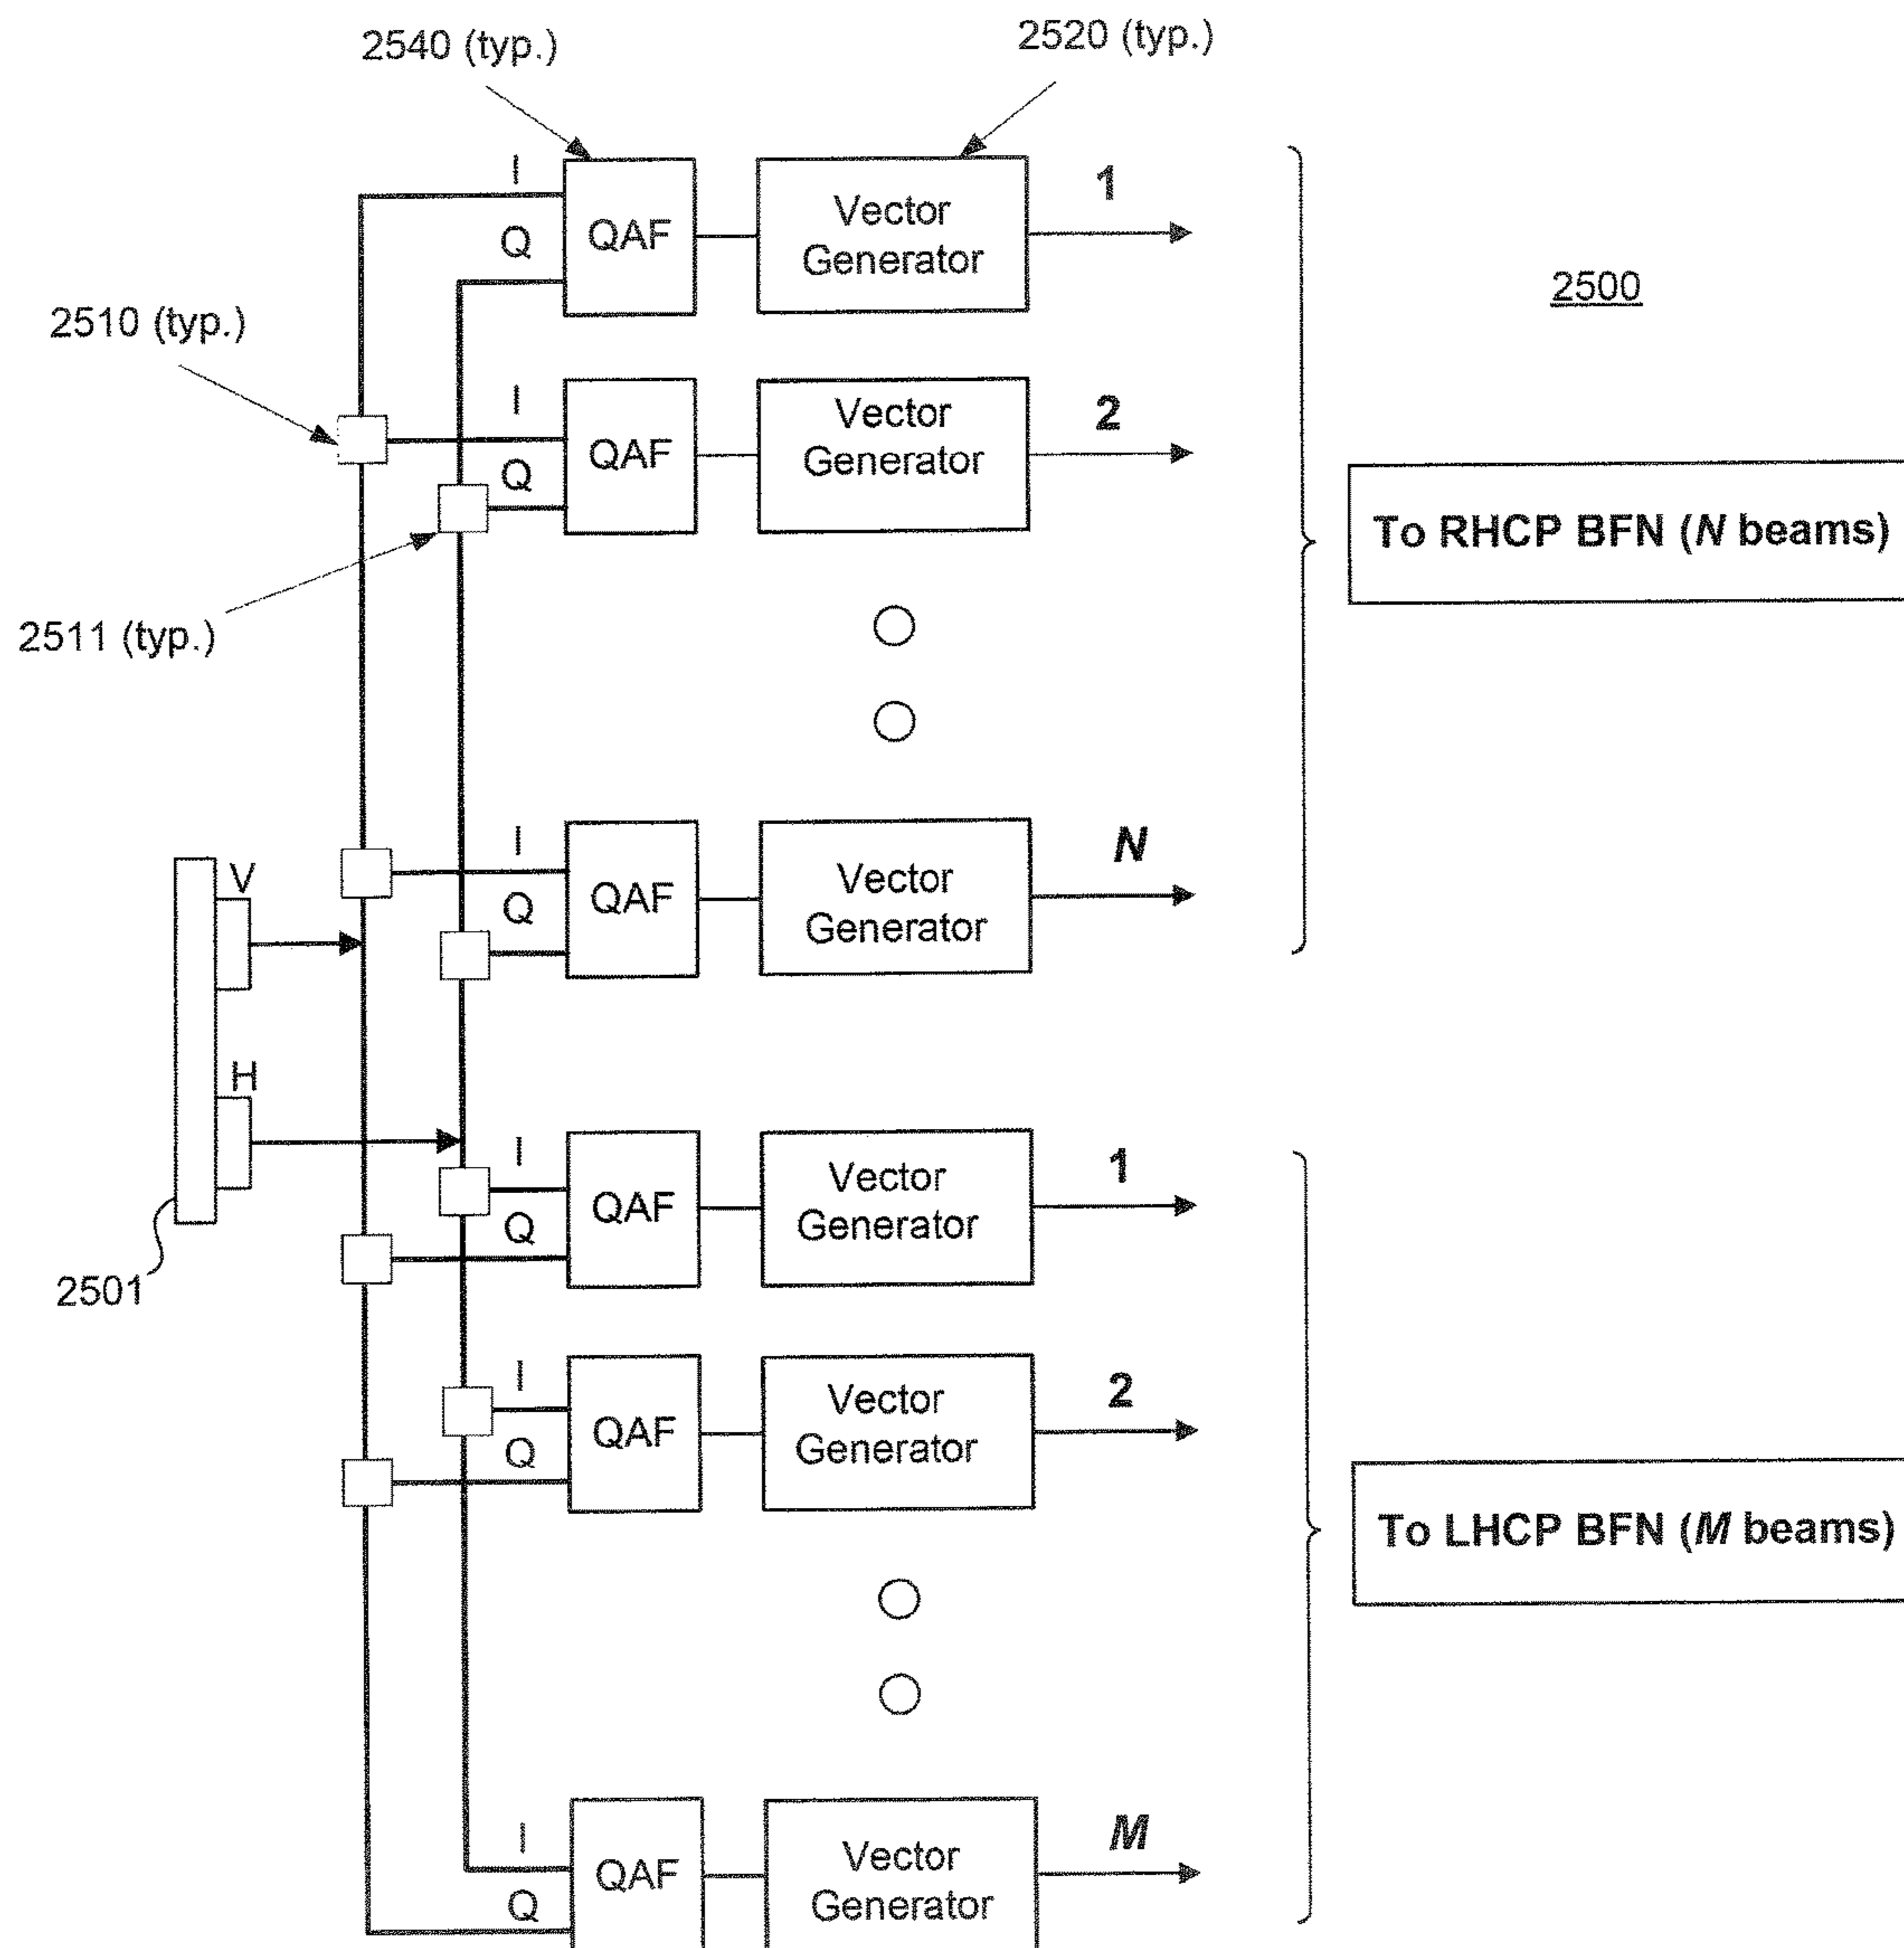 2540 (typ.)
2520 (typ.)
I
Q
QAF
Vector
Generator
1
2500
2510 (typ.)
I
Q
QAF
Vector
Generator
2
To RHCP BFN (N beams)
2511 (typ.)
I
Q
QAF
Vector
Generator
N
V
H
2501
I
Q
QAF
Vector
Generator
1
I
Q
QAF
Vector
Generator
2
To LHCP BFN (M beams)
I
Q
QAF
Vector
Generator
M